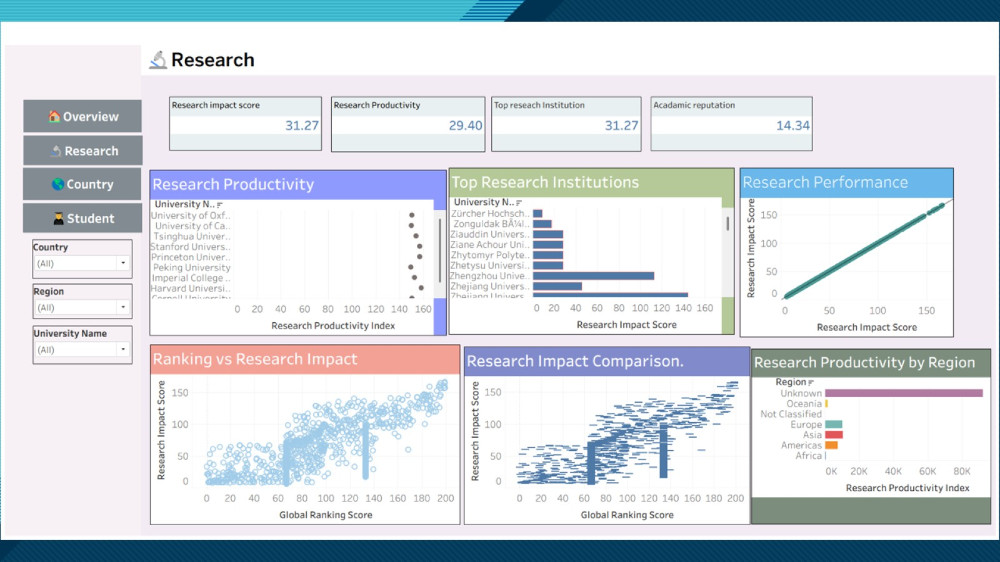 Research
Overview
Research
Country
Student
Country
(All)
Region
(All)
University Name
(All)
Research impact score
31.27
Research Productivity
29.40
Top reseach Institution
31.27
Acadamic reputation
14.34
Research Productivity
University N..
University of Oxf..
University of Ca..
Tsinghua Univer..
Stanford Univers..
Princeton Univer..
Peking University
Imperial College ..
Harvard Universi..
Cornell University
0 20 40 60 80 100 120 140 160
Research Productivity Index
Top Research Institutions
University N..
Zürcher Hochsch..
Zonguldak BÃ¼l..
Ziauddin Univers..
Ziane Achour Uni..
Zhytomyr Polyte..
Zhetysu Universi..
Zhengzhou Unive..
Zhejiang Univers..
Zhejiang Univers..
0 20 40 60 80 100 120 140 160
Research Impact Score
Research Performance
Research Impact Score
150
100
50
0
0 50 100 150
Research Impact Score
Ranking vs Research Impact
Research Impact Score
150
100
50
0
0 20 40 60 80 100 120 140 160 180 200
Global Ranking Score
Research Impact Comparison.
Research Impact Score
150
100
50
0
0 20 40 60 80 100 120 140 160 180 200
Global Ranking Score
Research Productivity by Region
Region
Unknown
Oceania
Not Classified
Europe
Asia
Americas
Africa
0K 20K 40K 60K 80K
Research Productivity Index